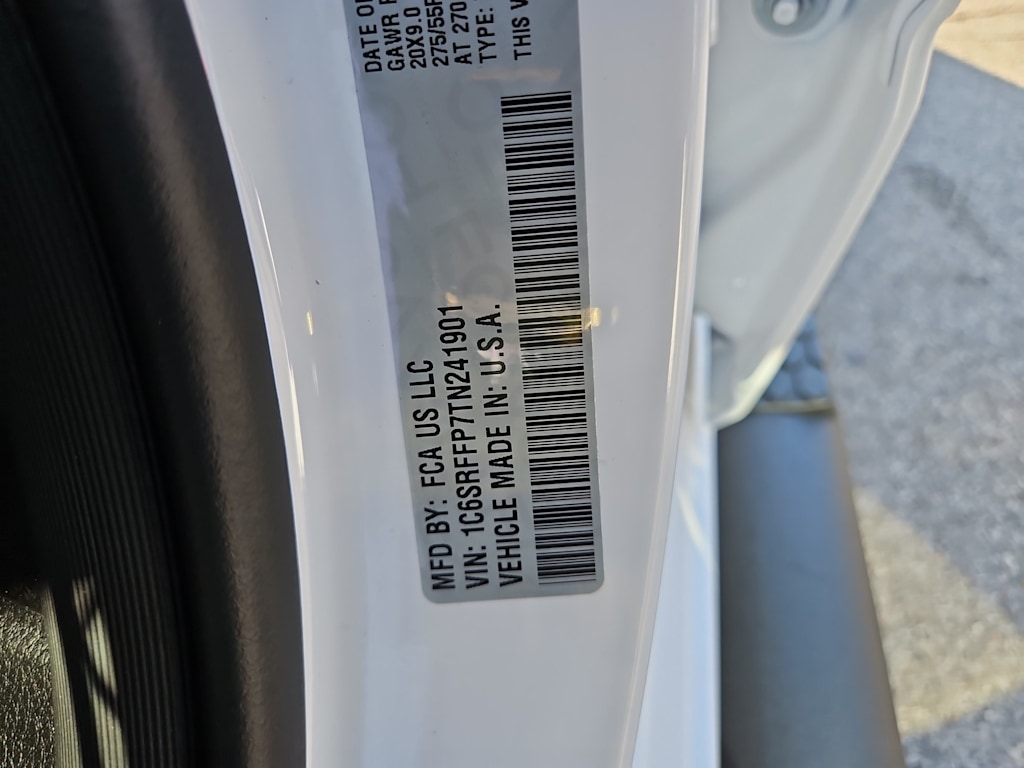 MFD BY: FCA US LLC
VIN: 1C6SRFFP7TN241901
VEHICLE MADE IN: U.S.A.
DATE OF
GAWR
20X9.0
275/55R
AT 270
TYPE:
THIS V